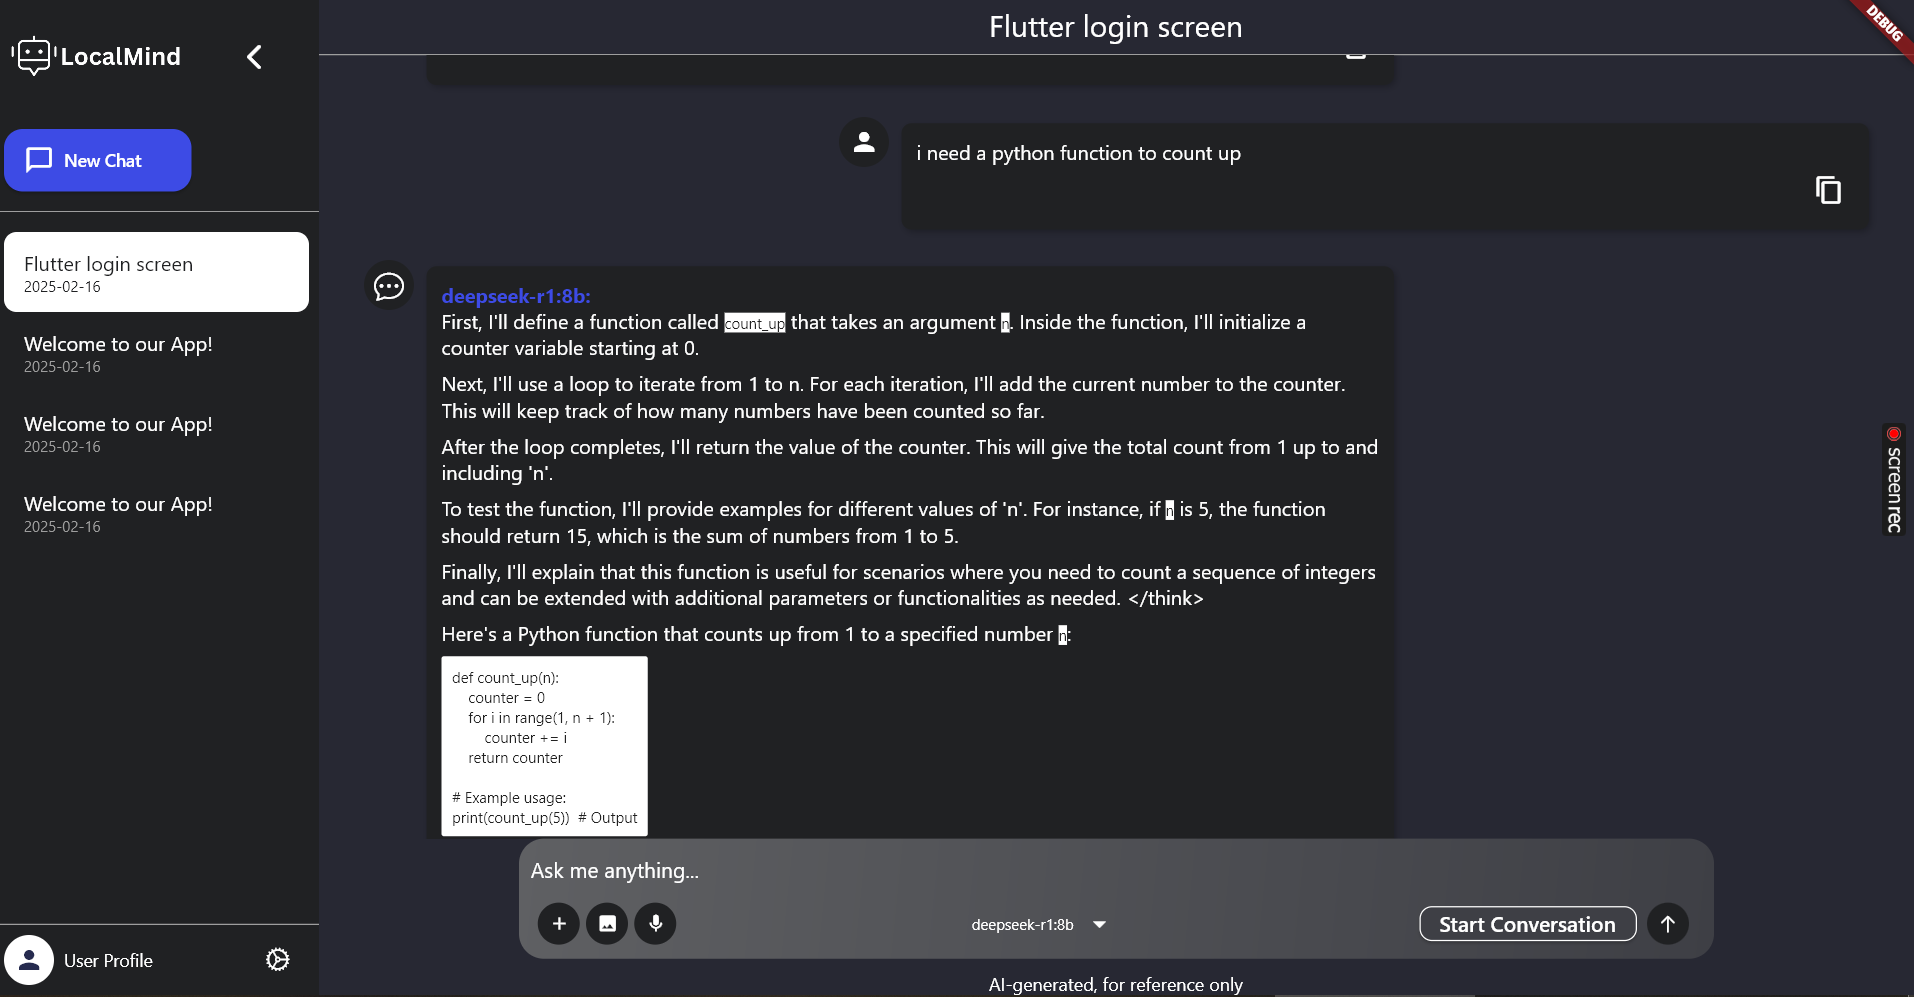 LocalMind
New Chat
Flutter login screen
2025-02-16
Welcome to our App!
2025-02-16
Welcome to our App!
2025-02-16
Welcome to our App!
2025-02-16
User Profile
Flutter login screen
DEBUG
i need a python function to count up
deepseek-r1:8b:
First, I'll define a function called count_up that takes an argument n. Inside the function, I'll initialize a
counter variable starting at 0.
Next, I'll use a loop to iterate from 1 to n. For each iteration, I'll add the current number to the counter.
This will keep track of how many numbers have been counted so far.
After the loop completes, I'll return the value of the counter. This will give the total count from 1 up to and
including 'n'.
To test the function, I'll provide examples for different values of 'n'. For instance, if n is 5, the function
should return 15, which is the sum of numbers from 1 to 5.
Finally, I'll explain that this function is useful for scenarios where you need to count a sequence of integers
and can be extended with additional parameters or functionalities as needed. </think>
Here's a Python function that counts up from 1 to a specified number n:
def count_up(n):
    counter = 0
    for i in range(1, n + 1):
        counter += i
    return counter
# Example usage:
print(count_up(5))  # Output
Ask me anything...
deepseek-r1:8b
Start Conversation
AI-generated, for reference only
screenrec